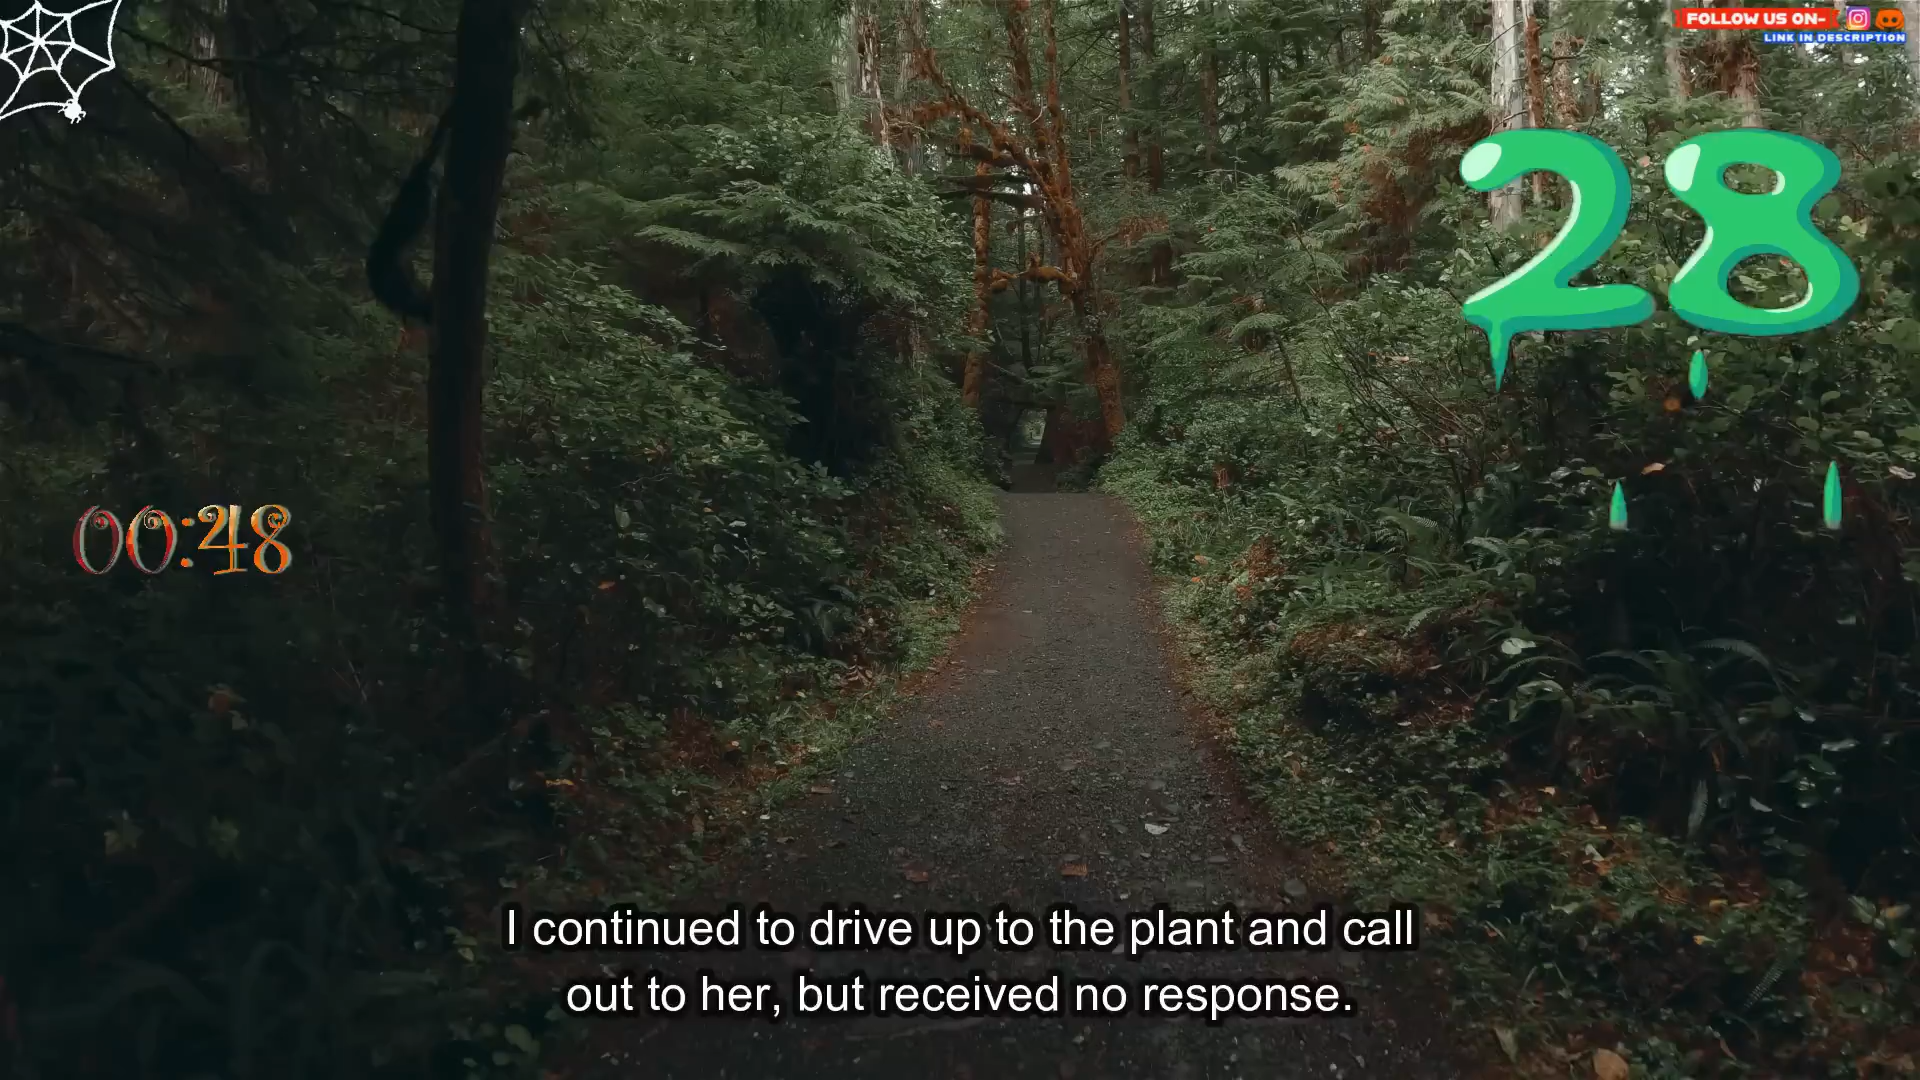 FOLLOW US ON-
LINK IN DESCRIPTION
28
00:48
I continued to drive up to the plant and call
out to her, but received no response.